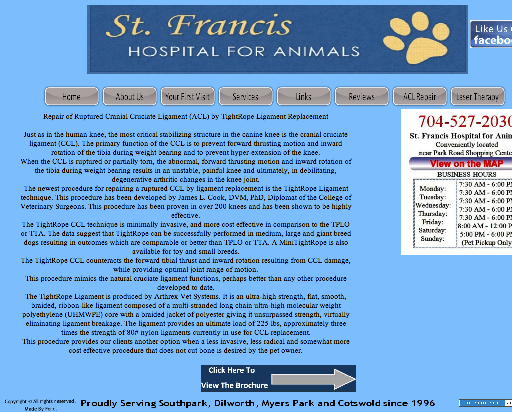 St. Francis
HOSPITAL FOR ANIMALS
Like Us
facebo
Home
About Us
Your First Visit
Services
Links
Reviews
ACL Repair
Laser Therapy
Repair of Ruptured Cranial Cruciate Ligament (ACL) by TightRope Ligament Replacement
Just as in the human knee, the most critical stabilizing structure in the canine knee is the cranial cruciate
ligament (CCL). The primary function of the CCL is to prevent forward thrusting motion and inward
rotation of the tibia during weight bearing and to prevent hyper-extension of the knee.
When the CCL is ruptured or partially torn, the abnormal, forward thrusting motion and inward rotation of
the tibia during weight bearing results in an unstable, painful knee and ultimately, in debilitating,
degenerative arthritic changes in the knee joint.
The newest procedure for repairing a ruptured CCL by ligament replacement is the TightRope Ligament
technique. This procedure has been developed by James L. Cook, DVM, PhD, Diplomat of the College of
Veterinary Surgeons. This procedure has been proven in over 200 knees and has been shown to be highly
effective.
The TightRope CCL technique is minimally invasive, and more cost effective in comparison to the TPLO
or TTA. The data suggest that TightRope can be successfully performed in medium, large and giant breed
dogs resulting in outcomes which are comparable or better than TPLO or TTA. A MiniTightRope is also
available for toy and small breeds.
The TightRope CCL counteracts the forward tibial thrust and inward rotation resulting from CCL damage,
while providing optimal joint range of motion.
This procedure mimics the natural cruciate ligament functions, perhaps better than any other procedure
developed to date.
The TightRope Ligament is produced by Arthrex Vet Systems. It is an ultra-high strength, flat, smooth,
braided, ribbon-like ligament composed of a multi-stranded long chain ultra-high molecular weight
polyethylene (UHMWPE) core with a braided jacket of polyester giving it unsurpassed strength, virtually
eliminating ligament breakage. The ligament provides an ultimate load of 225 lbs, approximately three
times the strength of 80# nylon ligaments currently in use for CCL replacement.
This procedure provides our clients another option when a less invasive, less radical and somewhat more
cost effective procedure that does not cut bone is desired by the pet owner.
704-527-2030
St. Francis Hospital for Anim
Conveniently located
near Park Road Shopping Cente
View on the MAP
BUSINESS HOURS
Monday: 7:30 AM - 6:00 P
Tuesday: 7:30 AM - 6:00 P
Wednesday: 7:30 AM - 6:00 P
Thursday: 7:30 AM - 6:00 P
Friday: 7:30 AM - 6:00 P
Saturday: 8:00 AM - 12:00 P
Sunday: 5:00 PM - 6:00 P
(Pet Pickup Only
Click Here To
View The Brochure
Copyright © All rights reserved.
Made By
Proudly Serving Southpark, Dilworth, Myers Park and Cotswold since 1996